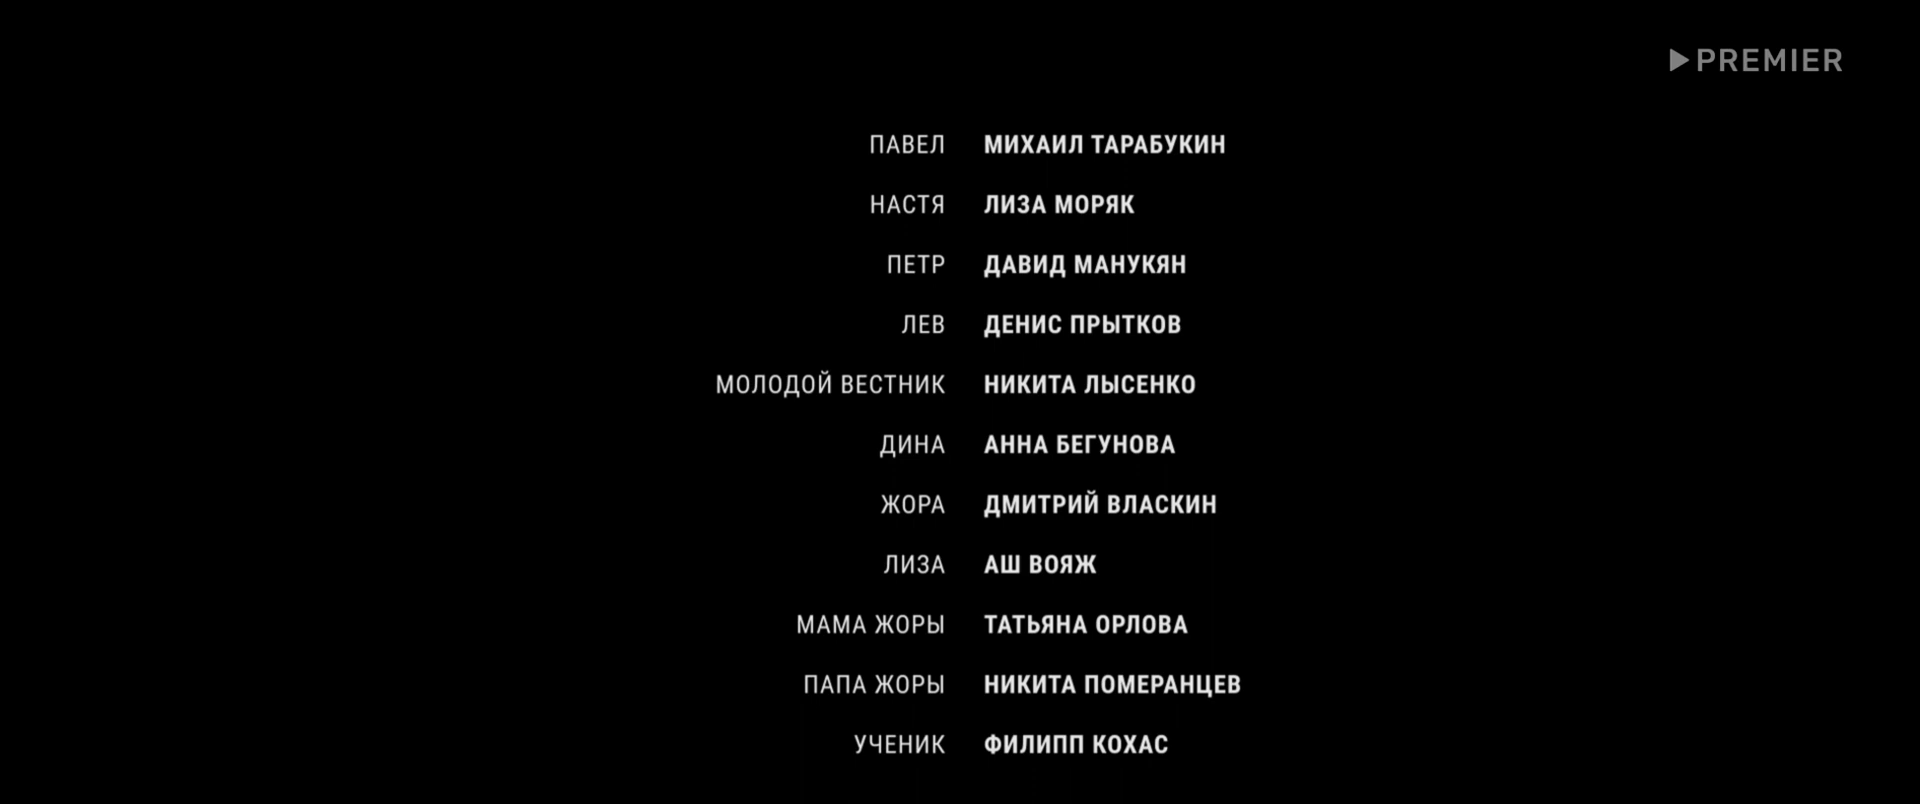 PREMIER
ПАВЕЛ МИХАИЛ ТАРАБУКИН
НАСТЯ ЛИЗА МОРЯК
ПЕТР ДАВИД МАНУКЯН
ЛЕВ ДЕНИС ПРЫТКОВ
МОЛОДОЙ ВЕСТНИК НИКИТА ЛЫСЕНКО
ДИНА АННА БЕГУНОВА
ЖОРА ДМИТРИЙ ВЛАСКИН
ЛИЗА АШ ВОЯЖ
МАМА ЖОРЫ ТАТЬЯНА ОРЛОВА
ПАПА ЖОРЫ НИКИТА ПОМЕРАНЦЕВ
УЧЕНИК ФИЛИПП КОХАС